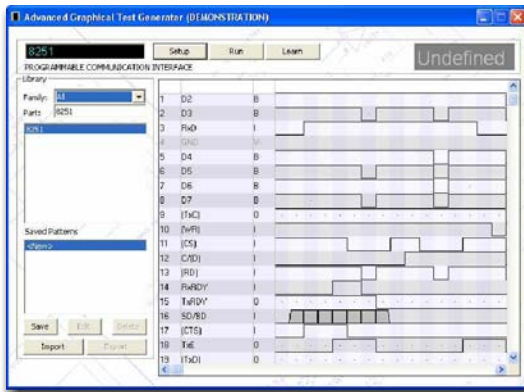 Advanced Graphical Test Generator (DEMONSTRATION)
8251
Setup
Run
Learn
Undefined
PROGRAMMABLE COMMUNICATION INTERFACE
Library
Family: All
Part: 8251
8251
Saved Patterns
<New>
Save
Edit
Delete
Import
Export
1 D2 B
2 D3 B
3 RxD I
4 GND
5 D4 B
6 D5 B
7 D6 B
8 D7 B
9 (TxC) O
10 (WR) I
11 (CS) I
12 C/(D) I
13 (RD) I
14 RxRDY I
15 TxRDY O
16 SD/BD I
17 (CTS) I
18 TxE O
19 (TxD) O